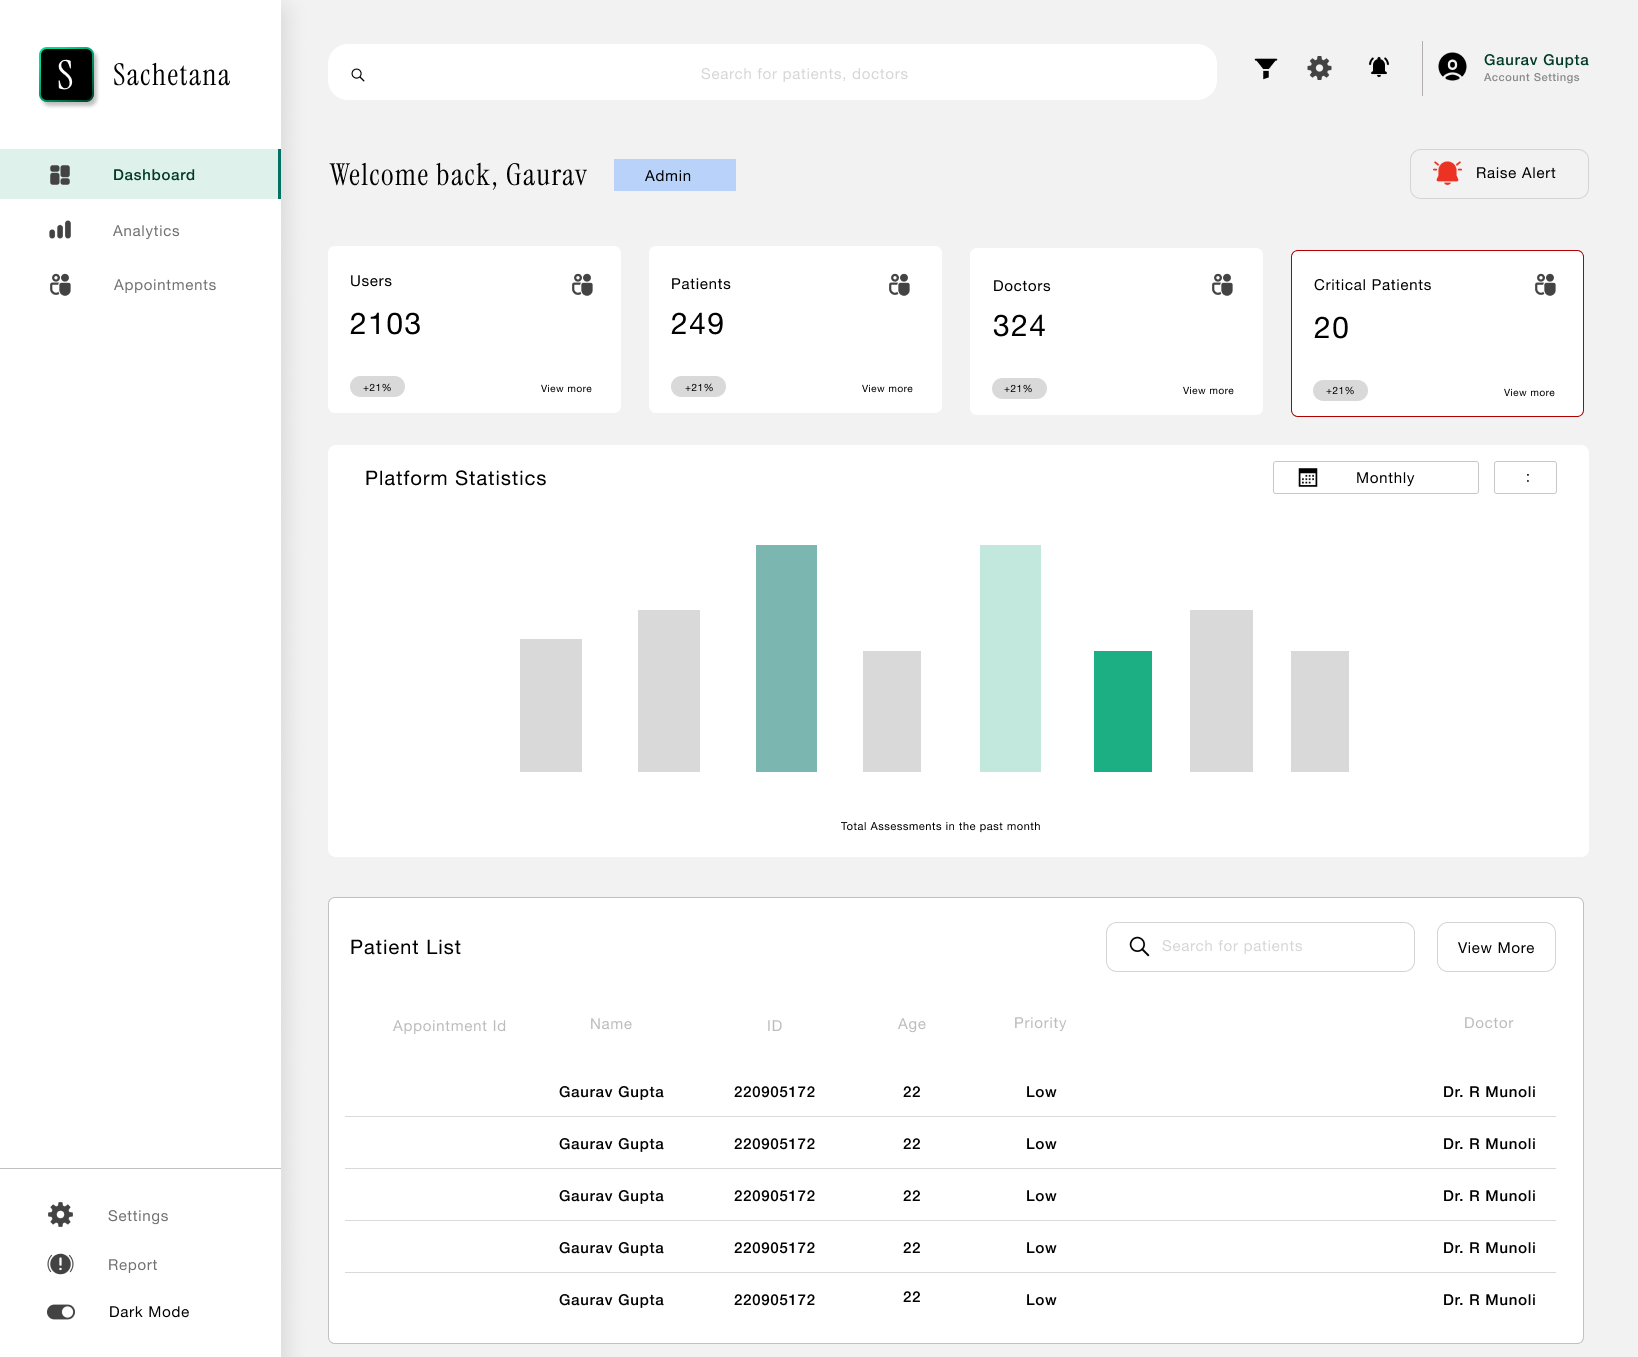 S Sachetana
Search for patients, doctors
Gaurav Gupta
Account Settings
Dashboard
Analytics
Appointments
Welcome back, Gaurav
Admin
Raise Alert
Users
2103
+21%
View more
Patients
249
+21%
View more
Doctors
324
+21%
View more
Critical Patients
20
+21%
View more
Platform Statistics
Monthly
:
Total Assessments in the past month
Patient List
Search for patients
View More
Appointment Id Name ID Age Priority Doctor
Gaurav Gupta 220905172 22 Low Dr. R Munoli
Gaurav Gupta 220905172 22 Low Dr. R Munoli
Gaurav Gupta 220905172 22 Low Dr. R Munoli
Gaurav Gupta 220905172 22 Low Dr. R Munoli
Gaurav Gupta 220905172 22 Low Dr. R Munoli
Settings
Report
Dark Mode